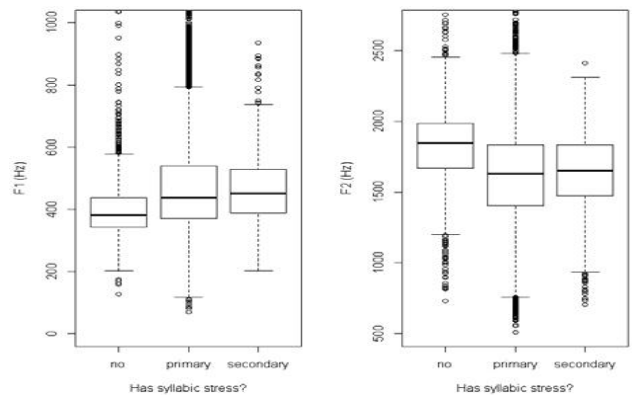 1000
800
600
400
200
0
F1 (Hz)
no primary secondary
Has syllabic stress?
2500
2000
1500
1000
500
F2 (Hz)
no primary secondary
Has syllabic stress?